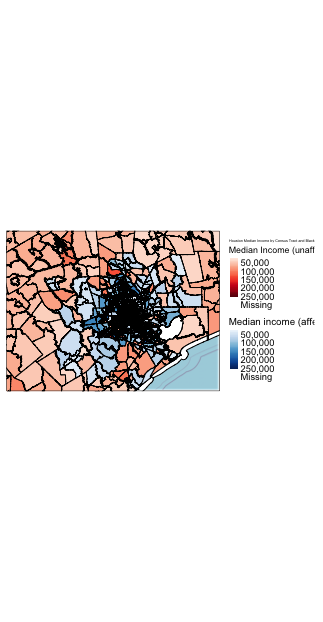 Houston Median Income by Census Tract and Black
Median Income (unaff
50,000
100,000
150,000
200,000
250,000
Missing
Median income (affe
50,000
100,000
150,000
200,000
250,000
Missing